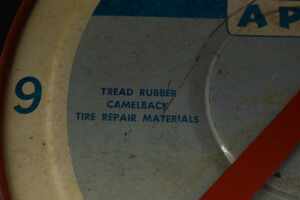 AP
9
TREAD RUBBER
CAMELBACK
TIRE REPAIR MATERIALS